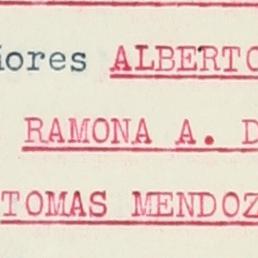 ñores ALBERTO
RAMONA A. D
TOMAS MENDOZ